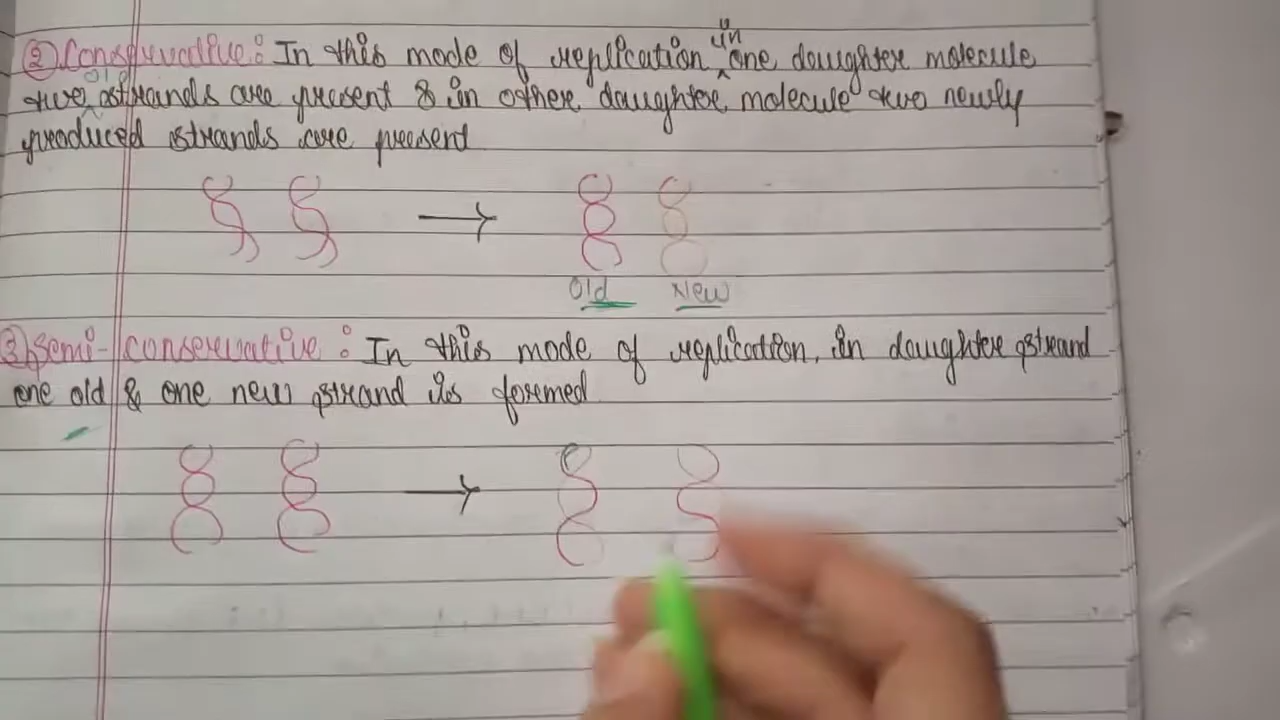 ② Conservative: In this mode of replication in one daughter molecule
two old strands are present & in other daughter molecule two newly
produced strands are present
Old New
③ Semi-conservative: In this mode of replication, in daughter strand
one old & one new strand is formed